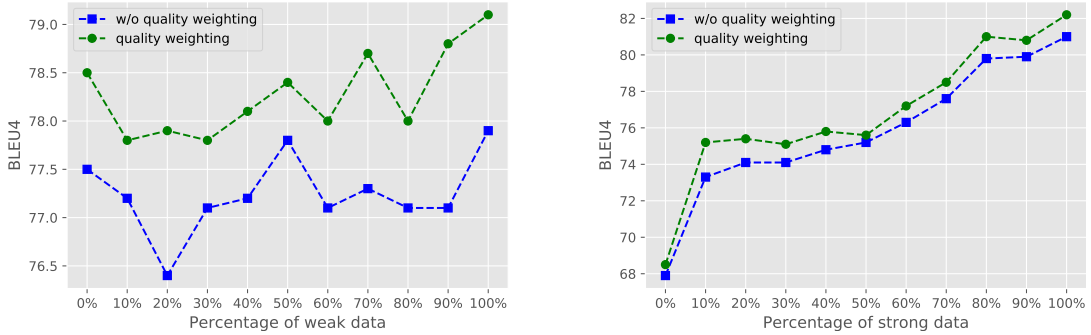 w/o quality weighting
quality weighting
79.0
78.5
78.0
77.5
77.0
76.5
BLEU4
0% 10% 20% 30% 40% 50% 60% 70% 80% 90% 100%
Percentage of weak data
w/o quality weighting
quality weighting
82
80
78
76
74
72
70
68
BLEU4
0% 10% 20% 30% 40% 50% 60% 70% 80% 90% 100%
Percentage of strong data